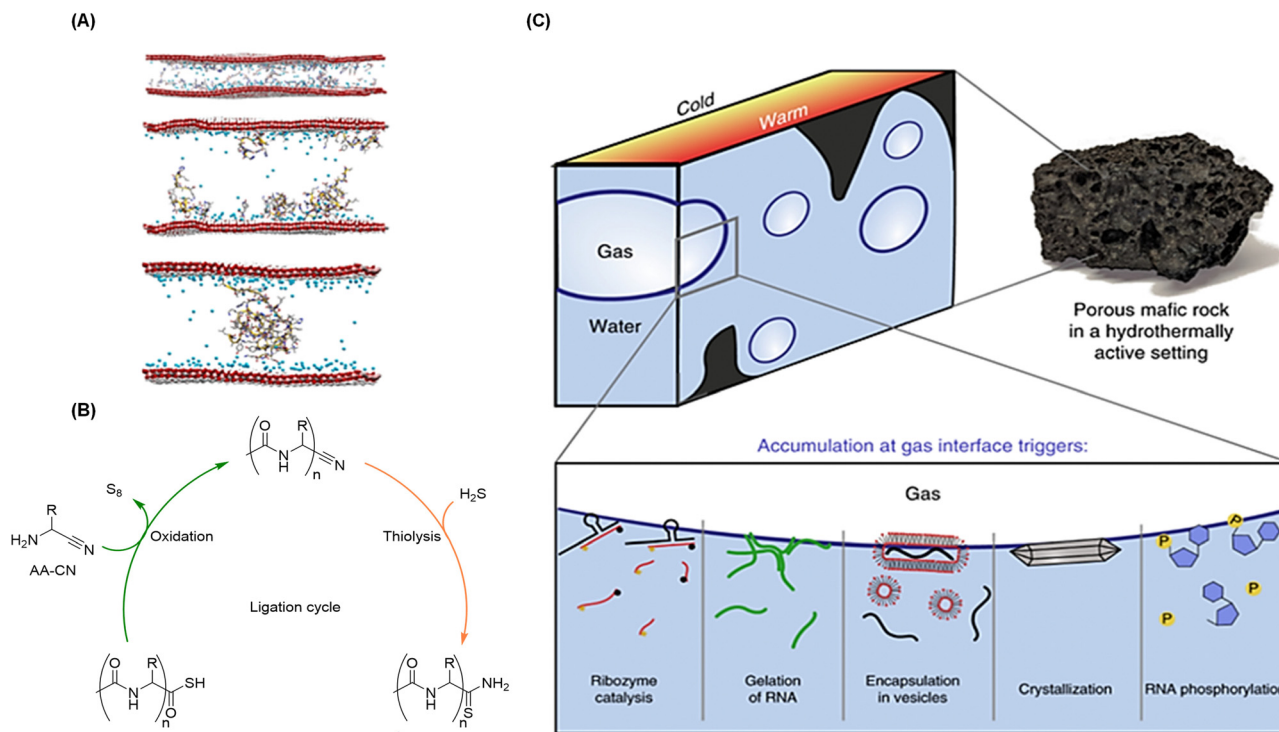 (A)
(B)
O
R
N
H
N
n
S8
R
H2N
N
AA-CN
Oxidation
H2S
Thiolysis
Ligation cycle
O
R
N
H
SH
O
n
O
R
N
H
NH2
S
n
(C)
Cold
Warm
Gas
Water
Porous mafic rock
in a hydrothermally
active setting
Accumulation at gas interface triggers:
Gas
P
P
P
P
P
Ribozyme
catalysis
Gelation
of RNA
Encapsulation
in vesicles
Crystallization
RNA phosphorylation